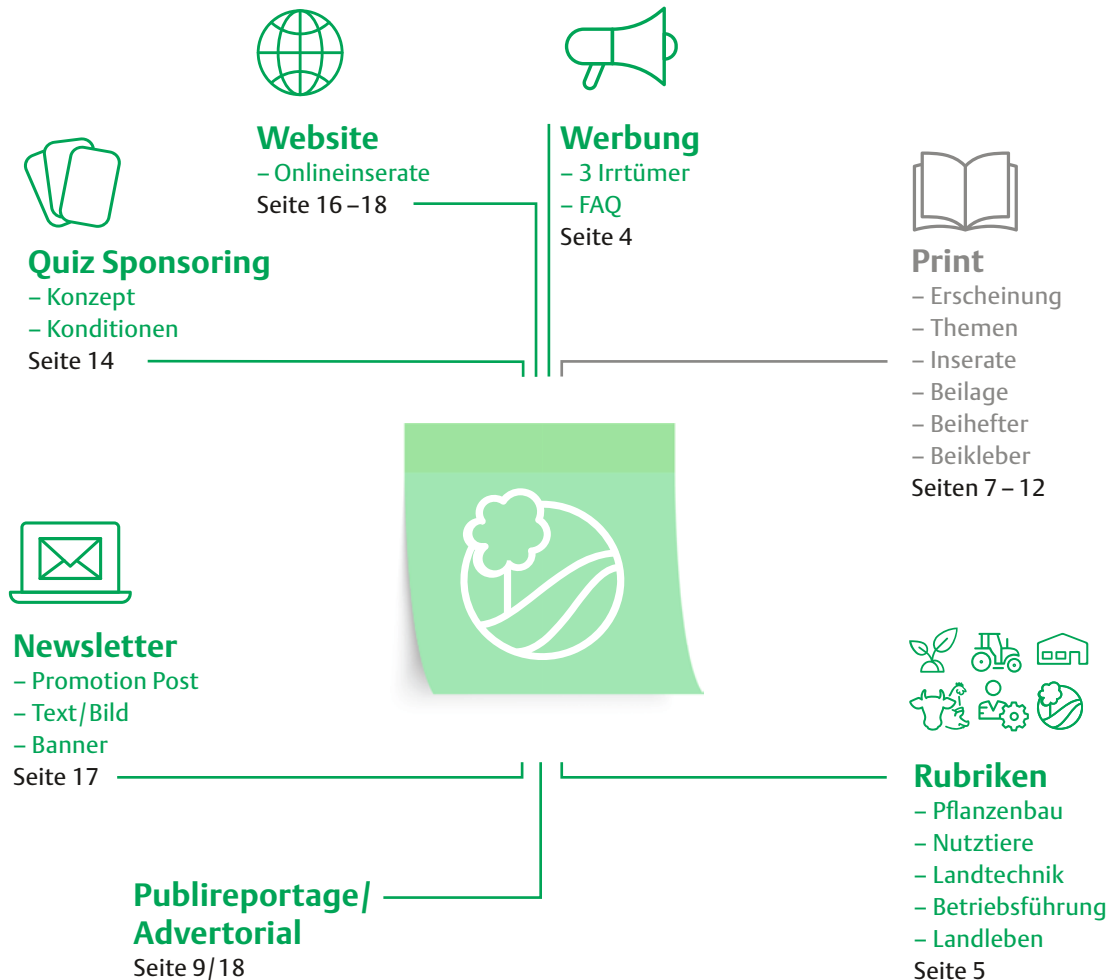 Website
– Onlineinserate
Seite 16–18
Werbung
– 3 Irrtümer
– FAQ
Seite 4
Quiz Sponsoring
– Konzept
– Konditionen
Seite 14
Print
– Erscheinung
– Themen
– Inserate
– Beilage
– Beihefter
– Beikleber
Seiten 7–12
Newsletter
– Promotion Post
– Text/Bild
– Banner
Seite 17
Rubriken
– Pflanzenbau
– Nutztiere
– Landtechnik
– Betriebsführung
– Landleben
Seite 5
Publireportage/
Advertorial
Seite 9/18